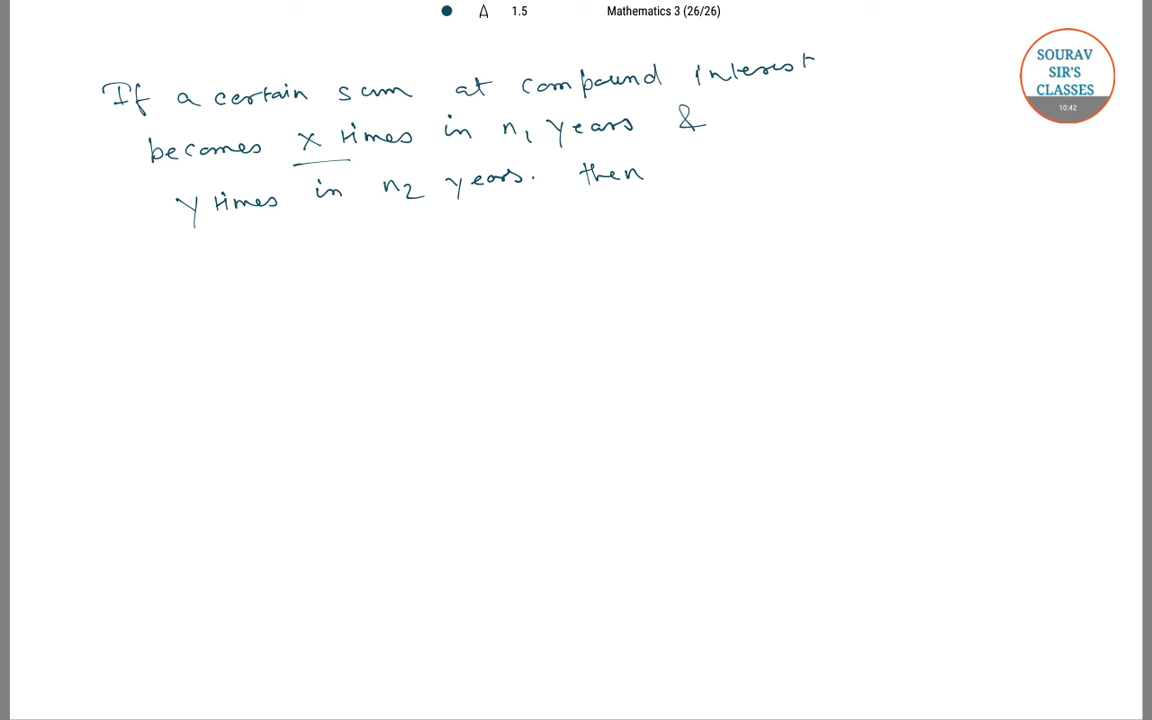 A 1.5 Mathematics 3 (26/26)
SOURAV
SIR'S
CLASSES
10:42
If a certain sum at compound interest
becomes x times in n1 years &
y times in n2 years. then